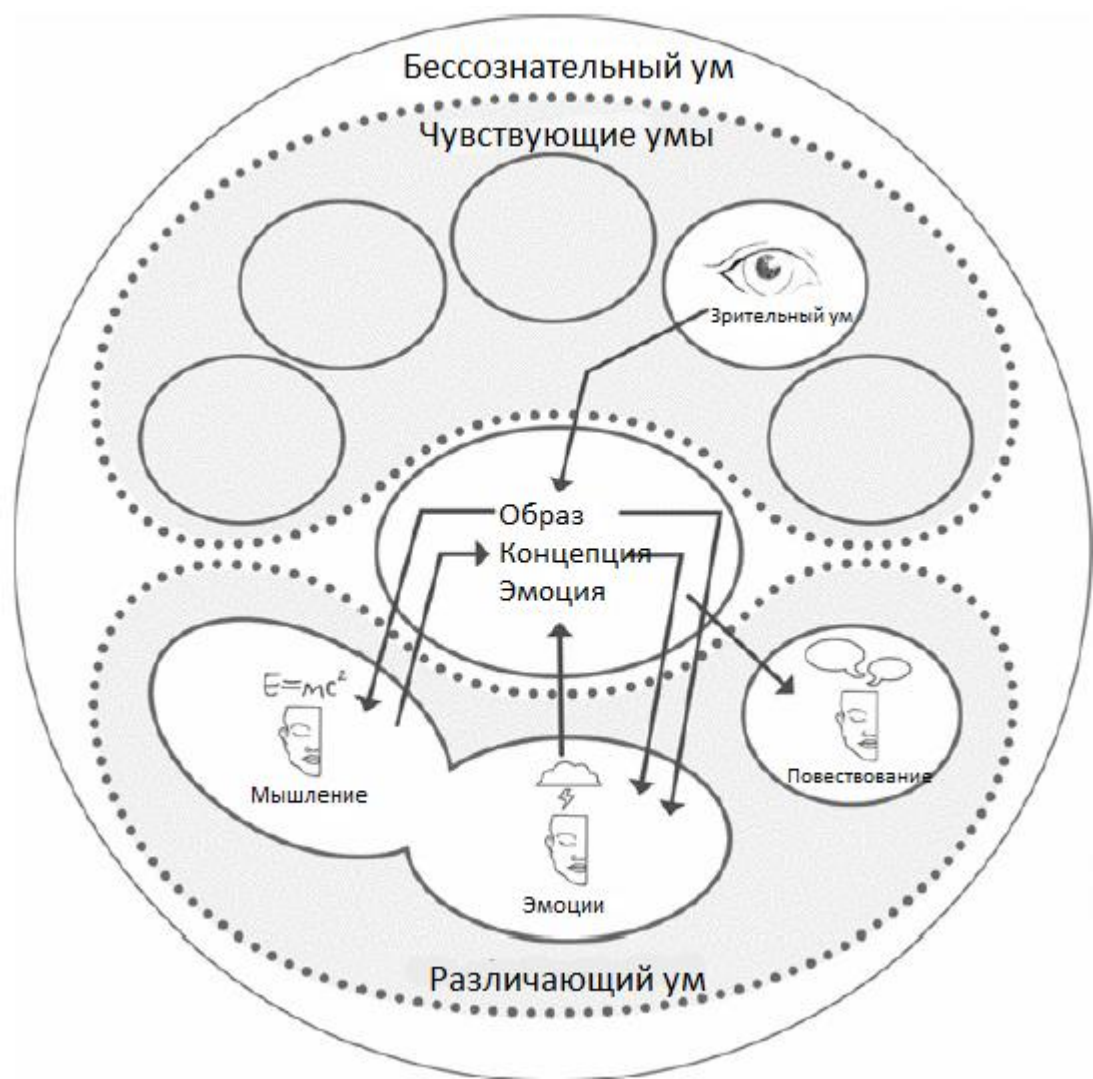 Бессознательный ум
Чувствующие умы
Зрительный ум
Образ
Концепция
Эмоция
E=mc²
Мышление
Повествование
Эмоции
Различающий ум